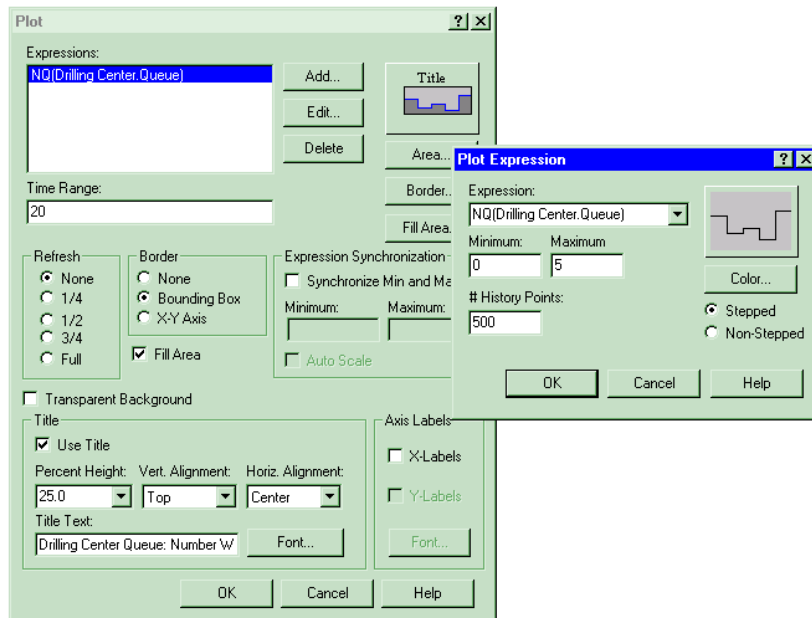 Plot
Expressions:
NQ(Drilling Center.Queue)
Add...
Edit...
Delete
Title
Area...
Border..
Fill Area.
Time Range:
20
Refresh
None
1/4
1/2
3/4
Full
Border
None
Bounding Box
X-Y Axis
Fill Area
Expression Synchronization
Synchronize Min and Ma
Minimum:
Maximum:
Auto Scale
Transparent Background
Title
Use Title
Percent Height:
Vert. Alignment:
Horiz. Alignment:
25.0
Top
Center
Title Text:
Drilling Center Queue: Number W
Font...
Axis Labels
X-Labels
Y-Labels
Font...
OK
Cancel
Help
Plot Expression
Expression:
NQ(Drilling Center.Queue)
Minimum:
Maximum
0
5
# History Points:
500
Color...
Stepped
Non-Stepped
OK
Cancel
Help